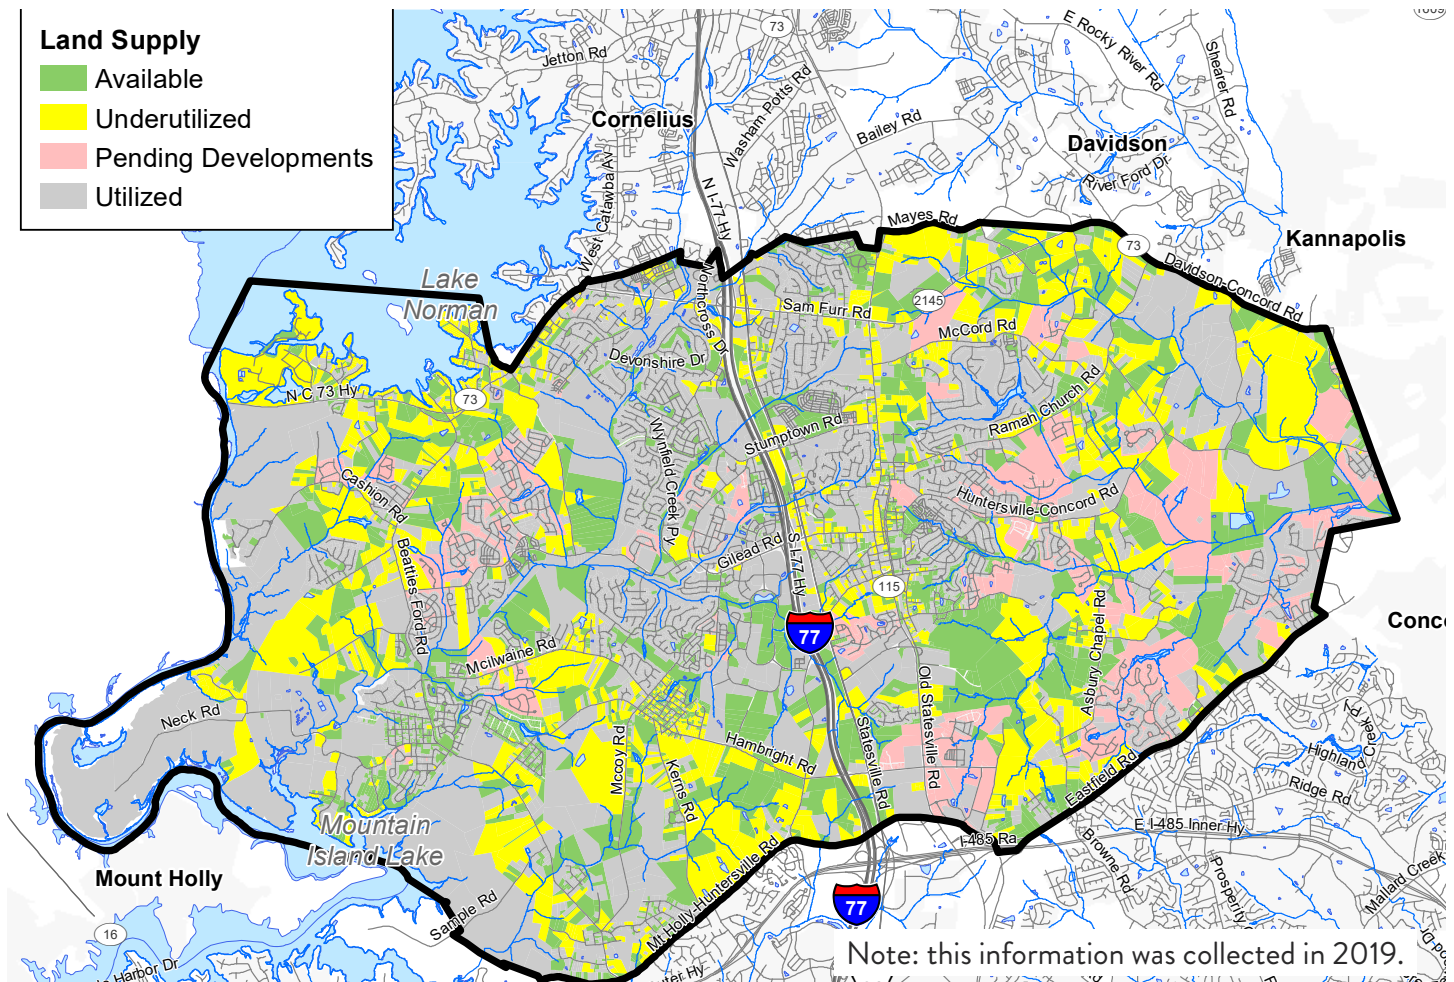 Land Supply
Available
Underutilized
Pending Developments
Utilized
73
Jetton Rd
E Rocky River Rd
Shearer Rd
Cornelius
Washam-Potts Rd
Bailey Rd
Davidson
River Ford Dr
West Catawba Av
N I-77 Hy
Mayes Rd
73
Kannapolis
Davidson-Concord Rd
Lake
Norman
Northcross Dr
Sam Furr Rd
2145
McCord Rd
Devonshire Dr
N C 73 Hy
73
Ramah Church Rd
Stumptown Rd
Wynfield Creek Py
Cashion Rd
Huntersville-Concord Rd
Beatties Ford Rd
Gilead Rd
S I-77 Hy
115
77
Asbury Chapel Rd
Mcilwaine Rd
Old Statesville Rd
Neck Rd
Statesville Rd
Mccoy Rd
Hambright Rd
Kerns Rd
Creek Py
Highland
Ridge Rd
Eastfield Rd
Mountain
Island Lake
I-485 Ra
E I-485 Inner Hy
Browne Rd
Mallard Creek
Prosperity
Mount Holly
Mt Holly-Huntersville Rd
Sample Rd
77
16
Harbor Dr
Note: this information was collected in 2019.